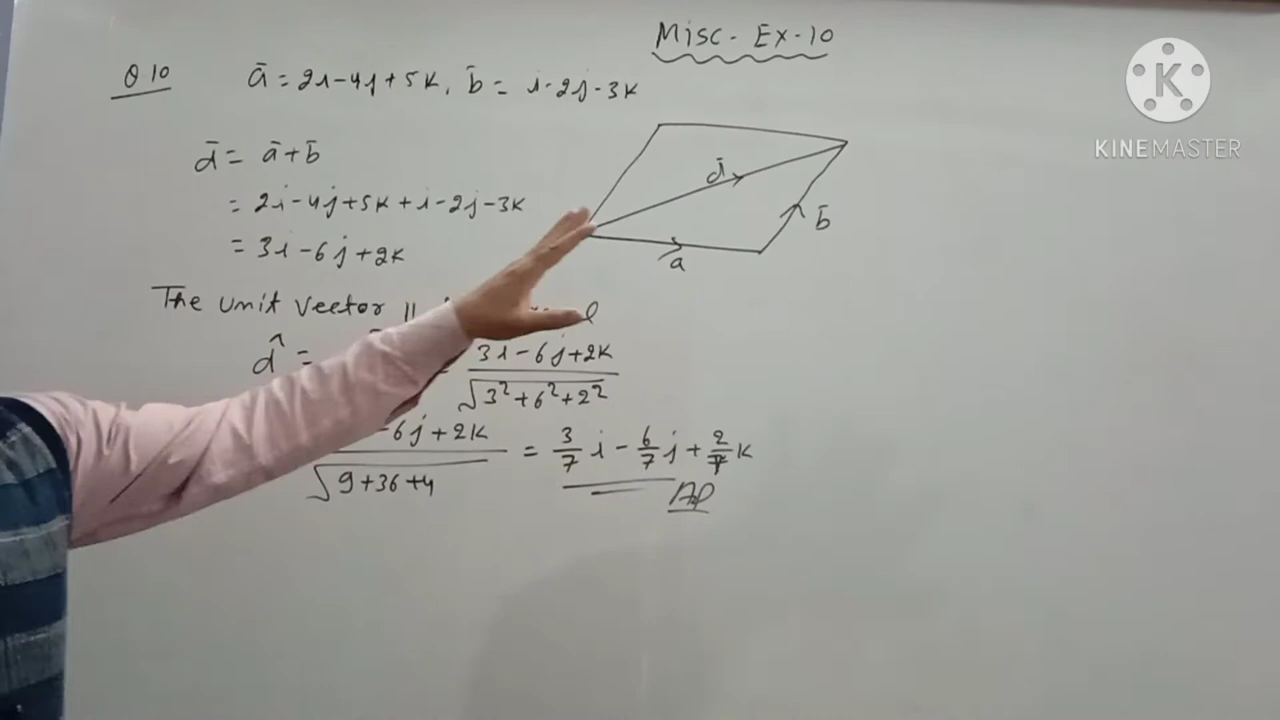 Misc- Ex-10
Q 10 ā = 2i-4j+5k, b̄ = i-2j-3k
d̄ = ā+b̄
= 2i-4j+5k+i-2j-3k
= 3i-6j+2k
d̄
b̄
a
The unit vector ||
d̂ = = 3i-6j+2k / √3²+6²+2²
-6j+2k / √9+36+4 = 3/7 i - 6/7 j + 2/7 k
K
KINEMASTER